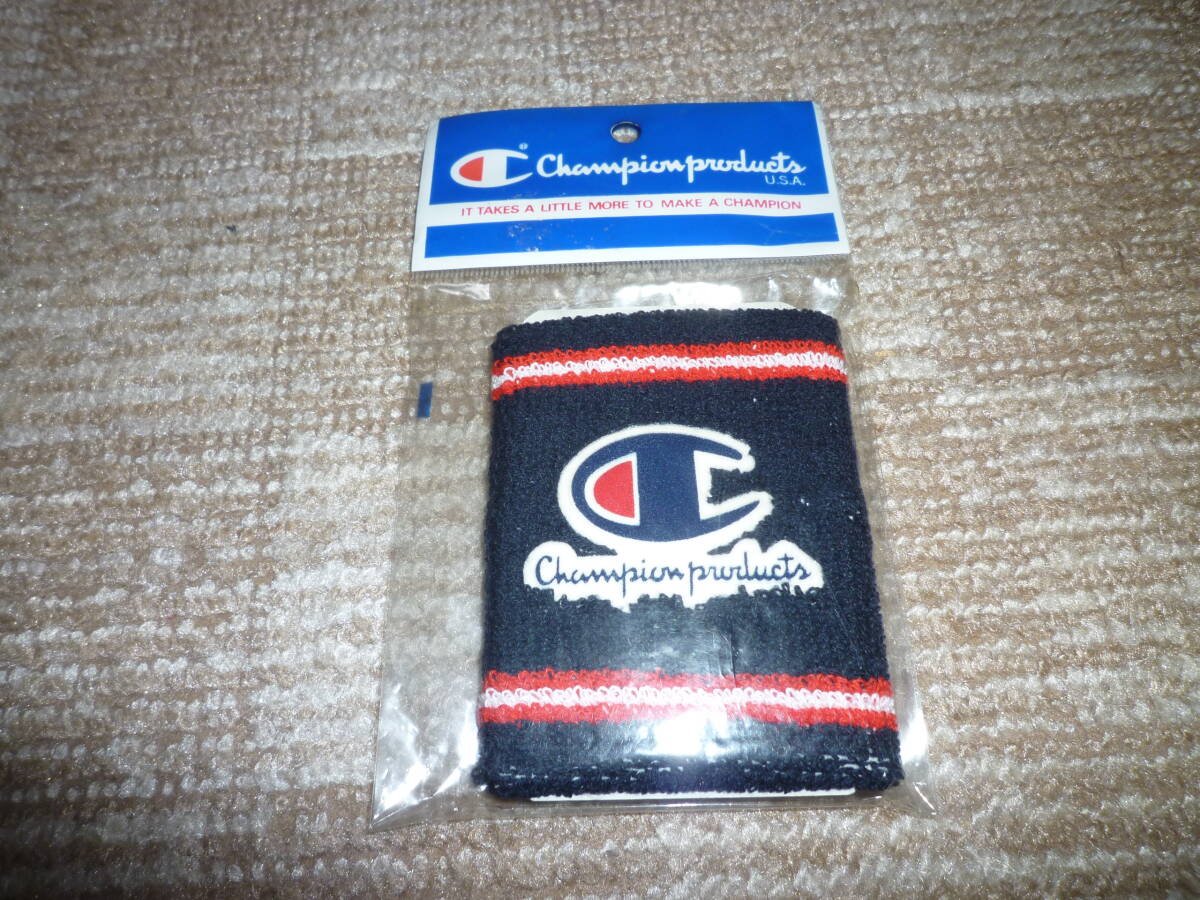 ® Champion products
U.S.A.
IT TAKES A LITTLE MORE TO MAKE A CHAMPION
Champion products